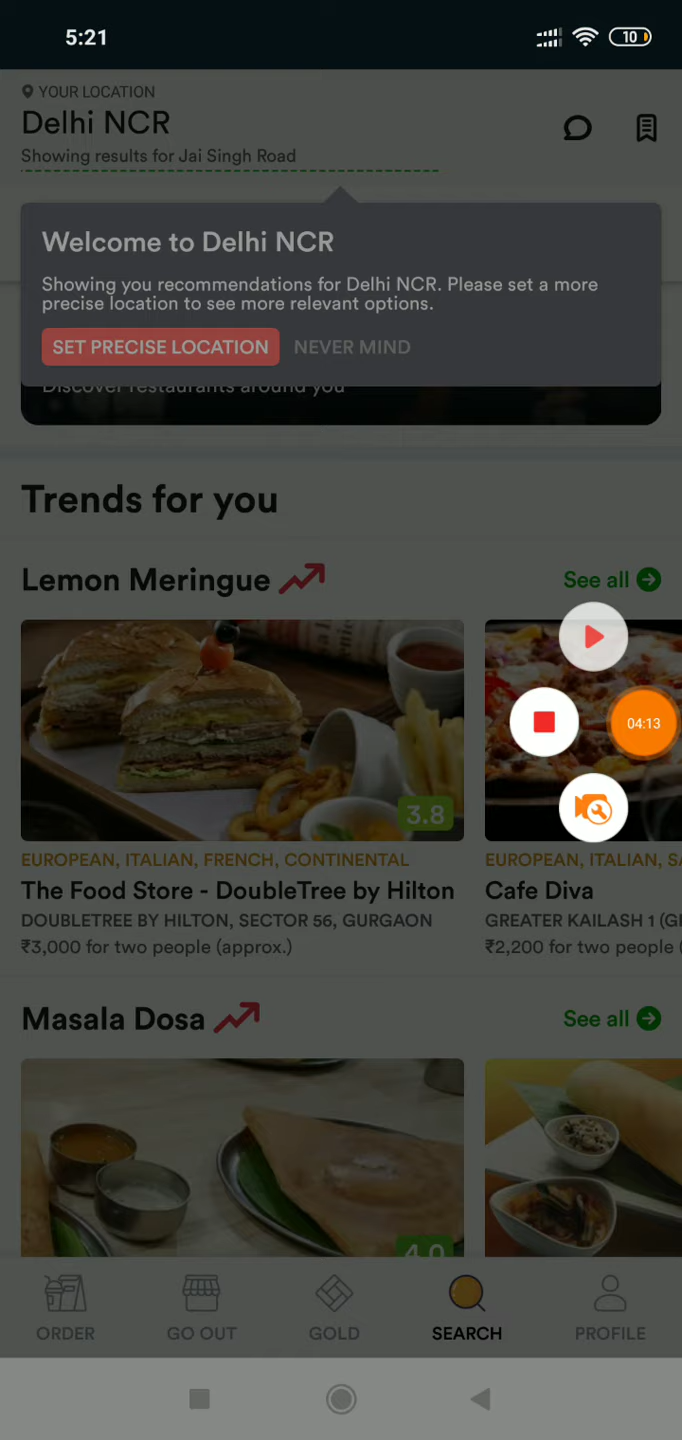 5:21
10
YOUR LOCATION
Delhi NCR
Showing results for Jai Singh Road
Welcome to Delhi NCR
Showing you recommendations for Delhi NCR. Please set a more
precise location to see more relevant options.
SET PRECISE LOCATION NEVER MIND
Discover restaurants around you
Trends for you
Lemon Meringue See all
04:13
3.8
EUROPEAN, ITALIAN, FRENCH, CONTINENTAL
The Food Store - DoubleTree by Hilton
DOUBLETREE BY HILTON, SECTOR 56, GURGAON
₹3,000 for two people (approx.)
EUROPEAN, ITALIAN,
Cafe Diva
GREATER KAILASH 1
₹2,200 for two people
Masala Dosa See all
4.0
ORDER GO OUT GOLD SEARCH PROFILE